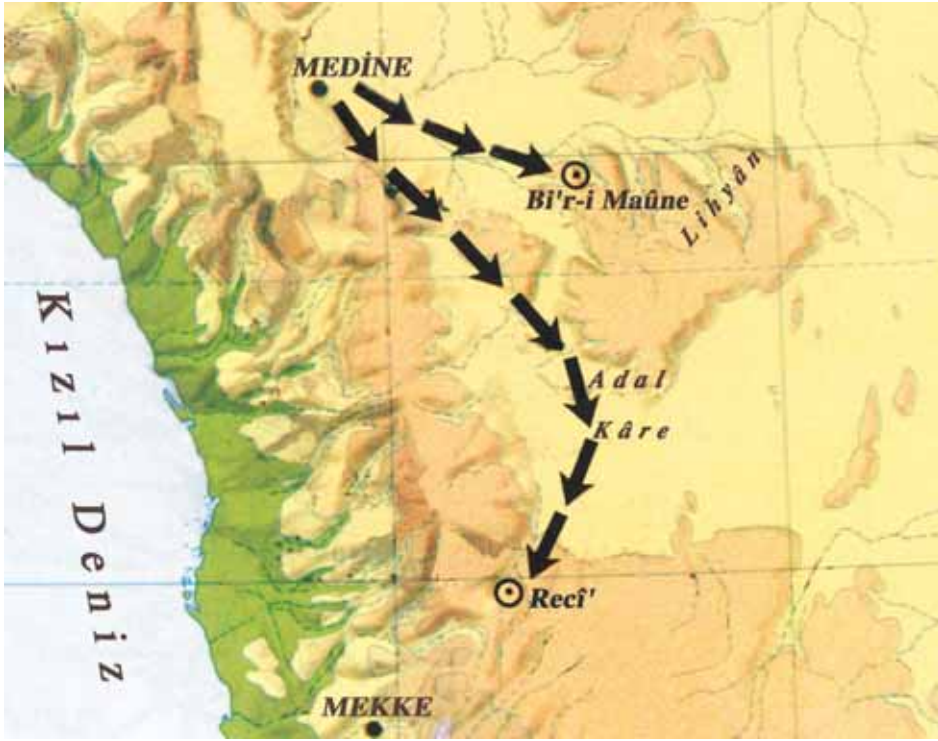 MEDİNE
Bi'r-i Maûne
Lihyân
Kızıl Deniz
Adal
Kâre
Recî'
MEKKE